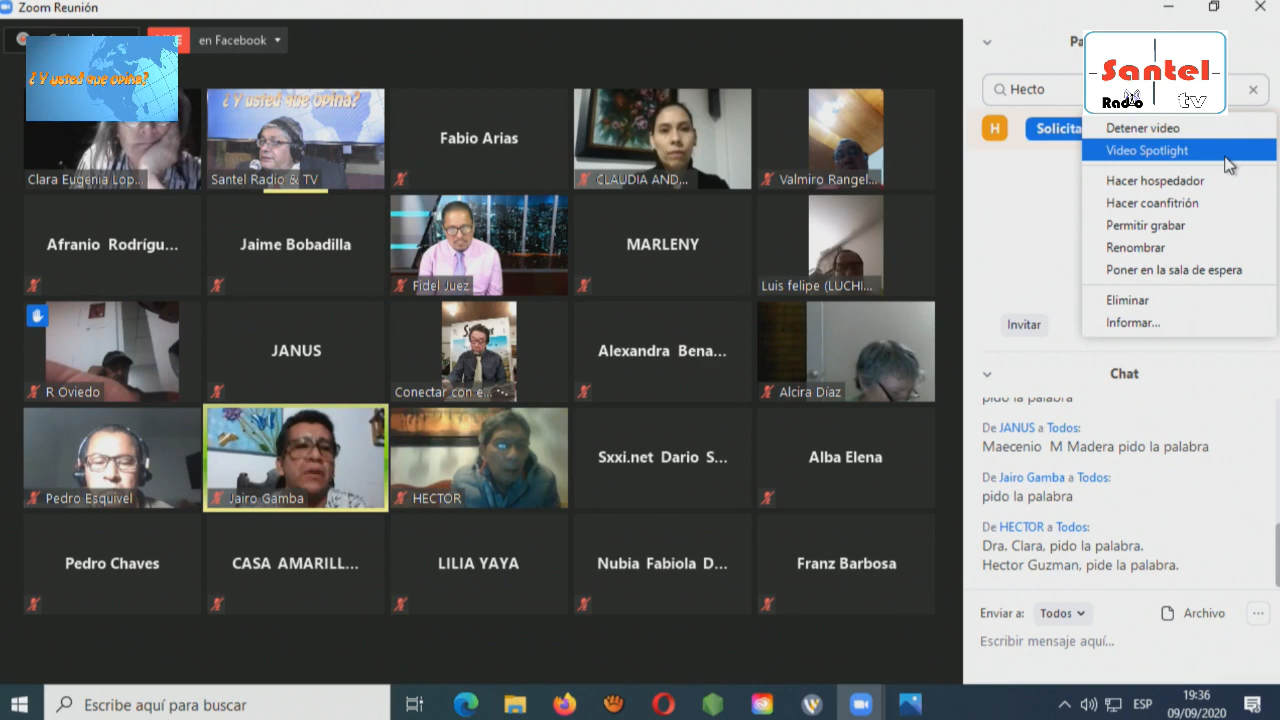 Zoom Reunión
en Facebook
¿Y usted que opina?
¿Y usted que opina?
Santel
Radio tv
Hecto
H
Solicita
Detener video
Video Spotlight
Hacer hospedador
Hacer coanfitrión
Permitir grabar
Renombrar
Poner en la sala de espera
Eliminar
Informar...
Invitar
Clara Eugenia Lop...
Santel Radio & TV
Fabio Arias
CLAUDIA AND...
Valmiro Rangel...
Afranio Rodrígu...
Jaime Bobadilla
Fidel Juez
MARLENY
Luis felipe (LUCHI...
R Oviedo
JANUS
Conectar con e...
Alexandra Bena...
Alcira Díaz
Pedro Esquivel
Jairo Gamba
HECTOR
Sxxi.net Dario S...
Alba Elena
Pedro Chaves
CASA AMARILL...
LILIA YAYA
Nubia Fabiola D...
Franz Barbosa
Chat
pido la palabra
De JANUS a Todos:
Maecenio M Madera pido la palabra
De Jairo Gamba a Todos:
pido la palabra
De HECTOR a Todos:
Dra. Clara, pido la palabra.
Hector Guzman, pide la palabra.
Enviar a: Todos
Archivo
Escribir mensaje aquí...
Escribe aquí para buscar
ESP
19:36
09/09/2020